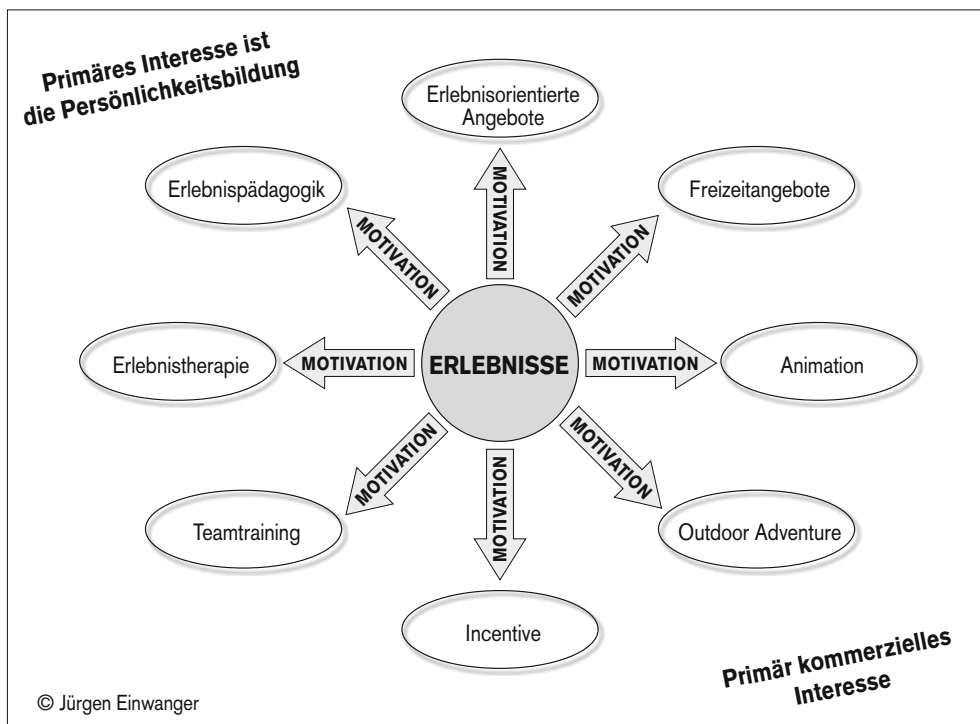 Primäres Interesse ist
die Persönlichkeitsbildung
Erlebnisorientierte
Angebote
Erlebnispädagogik
MOTIVATION
Freizeitangebote
MOTIVATION
MOTIVATION
Erlebnistherapie
MOTIVATION
ERLEBNISSE
MOTIVATION
Animation
MOTIVATION
MOTIVATION
MOTIVATION
Teamtraining
Outdoor Adventure
Incentive
Primär kommerzielles
Interesse
© Jürgen Einwanger